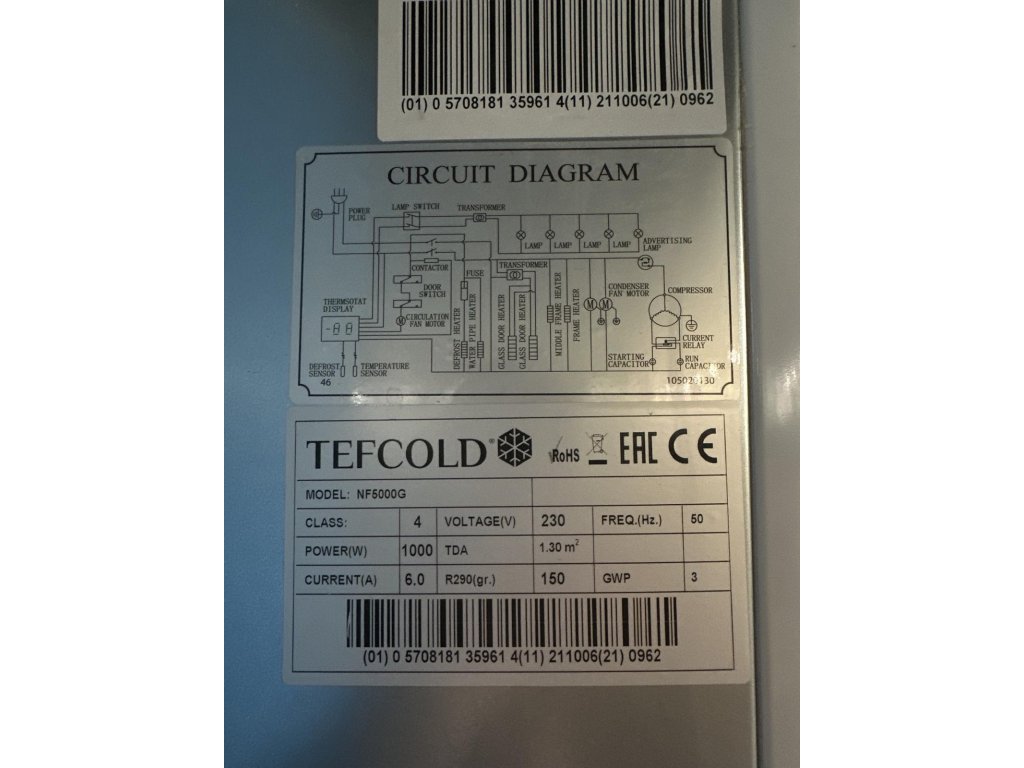 (01) 0 5708181 35961 4(11) 211006(21) 0962
CIRCUIT DIAGRAM
POWER PLUG
LAMP SWITCH
TRANSFORMER
LAMP LAMP LAMP LAMP
ADVERTISING LAMP
CONTACTOR
FUSE
TRANSFORMER
DOOR SWITCH
CONDENSER FAN MOTOR
COMPRESSOR
THERMSOTAT DISPLAY
-88
M CIRCULATION FAN MOTOR
M M
DEFROST HEATER
WATER PIPE HEATER
GLASS DOOR HEATER
GLASS DOOR HEATER
MIDDLE FRAME HEATER
FRAME HEATER
CURRENT RELAY
DEFROST SENSOR
TEMPERATURE SENSOR
STARTING CAPACITOR
RUN CAPACITOR
46
105020130
TEFCOLD®
RoHS
EAC CE
MODEL: NF5000G
CLASS: 4 VOLTAGE(V) 230 FREQ.(Hz.) 50
POWER(W) 1000 TDA 1.30 m²
CURRENT(A) 6.0 R290(gr.) 150 GWP 3
(01) 0 5708181 35961 4(11) 211006(21) 0962